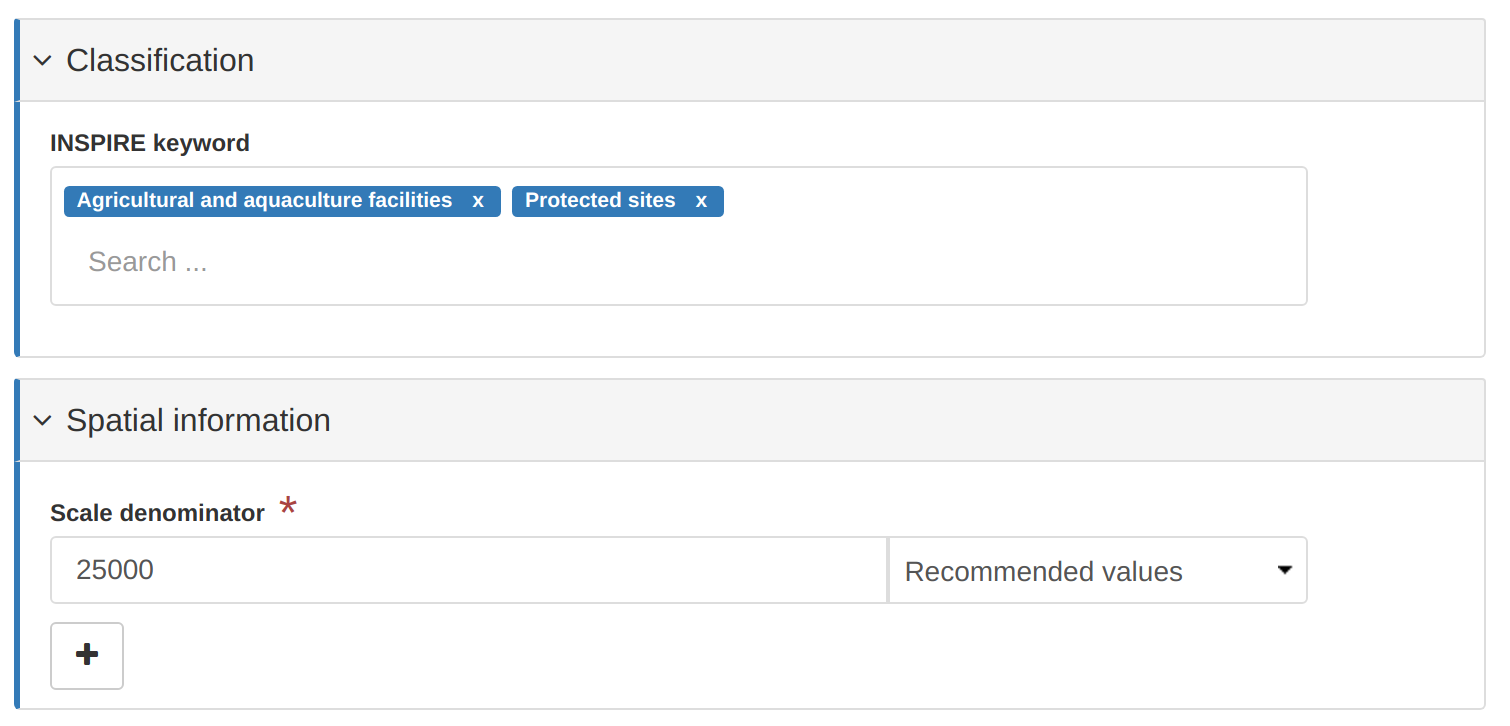 Classification
INSPIRE keyword
Agricultural and aquaculture facilities x Protected sites x
Search ...
Spatial information
Scale denominator *
25000 Recommended values